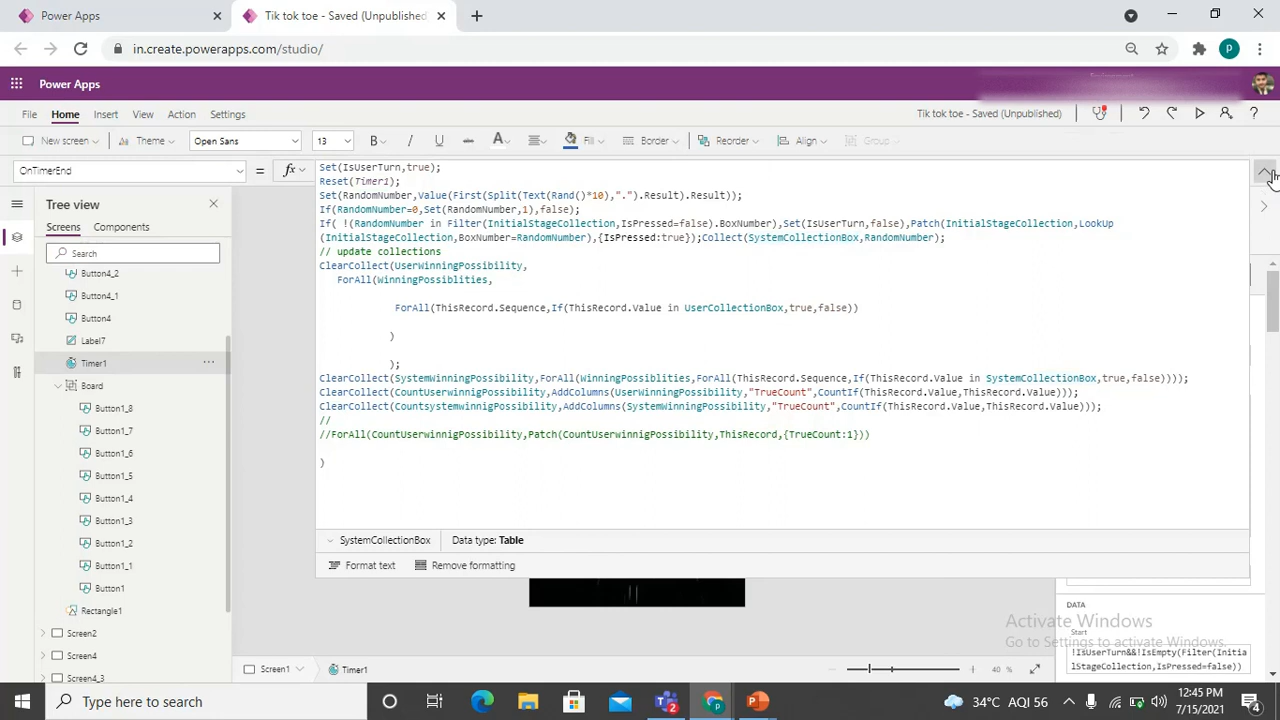 Power Apps
Tik tok toe - Saved (Unpublished)
in.create.powerapps.com/studio/
P
Power Apps
File Home Insert View Action Settings
Tik tok toe - Saved (Unpublished)
New screen Theme Open Sans 13 B I U A Fill Border Reorder Align Group
OnTimerEnd = fx
Set(IsUserTurn,true);
Reset(Timer1);
Set(RandomNumber,Value(First(Split(Text(Rand()*10),".").Result).Result));
If(RandomNumber=0,Set(RandomNumber,1),false);
If( !(RandomNumber in Filter(InitialStageCollection,IsPressed=false).BoxNumber),Set(IsUserTurn,false),Patch(InitialStageCollection,LookUp
(InitialStageCollection,BoxNumber=RandomNumber),{IsPressed:true});Collect(SystemCollectionBox,RandomNumber);
// update collections
ClearCollect(UserWinningPossibility,
ForAll(WinningPossiblities,
ForAll(ThisRecord.Sequence,If(ThisRecord.Value in UserCollectionBox,true,false))
)
);
ClearCollect(SystemWinningPossibility,ForAll(WinningPossiblities,ForAll(ThisRecord.Sequence,If(ThisRecord.Value in SystemCollectionBox,true,false))));
ClearCollect(CountUserwinnigPossibility,AddColumns(UserWinningPossibility,"TrueCount",CountIf(ThisRecord.Value,ThisRecord.Value)));
ClearCollect(CountsystemwinnigPossibility,AddColumns(SystemWinningPossibility,"TrueCount",CountIf(ThisRecord.Value,ThisRecord.Value)));
//
//ForAll(CountUserwinnigPossibility,Patch(CountUserwinnigPossibility,ThisRecord,{TrueCount:1}))
)
SystemCollectionBox Data type: Table
Format text Remove formatting
Tree view
Screens Components
Search
Button4_2
Button4_1
Button4
Label7
Timer1
Board
Button1_8
Button1_7
Button1_6
Button1_5
Button1_4
Button1_3
Button1_2
Button1_1
Button1
Rectangle1
Screen2
Screen4
Screen4_3
DATA
Start
!IsUserTurn&&!IsEmpty(Filter(Initia
lStageCollection,IsPressed=false))
Activate Windows
Go to Settings to activate Windows.
Screen1 Timer1
40 %
Type here to search
2
34°C AQI 56
12:45 PM
7/15/2021
4